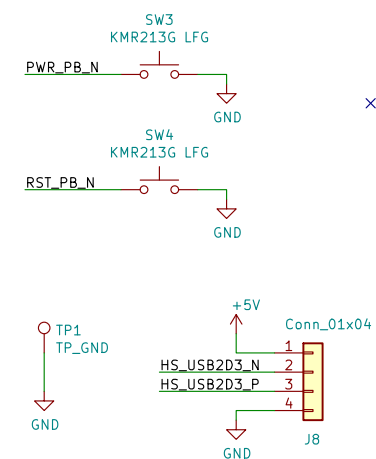 SW3
KMR213G LFG
PWR_PB_N
GND
SW4
KMR213G LFG
RST_PB_N
GND
TP1
TP_GND
GND
+5V
Conn_01x04
1
HS_USB2D3_N 2
HS_USB2D3_P 3
4
GND
J8